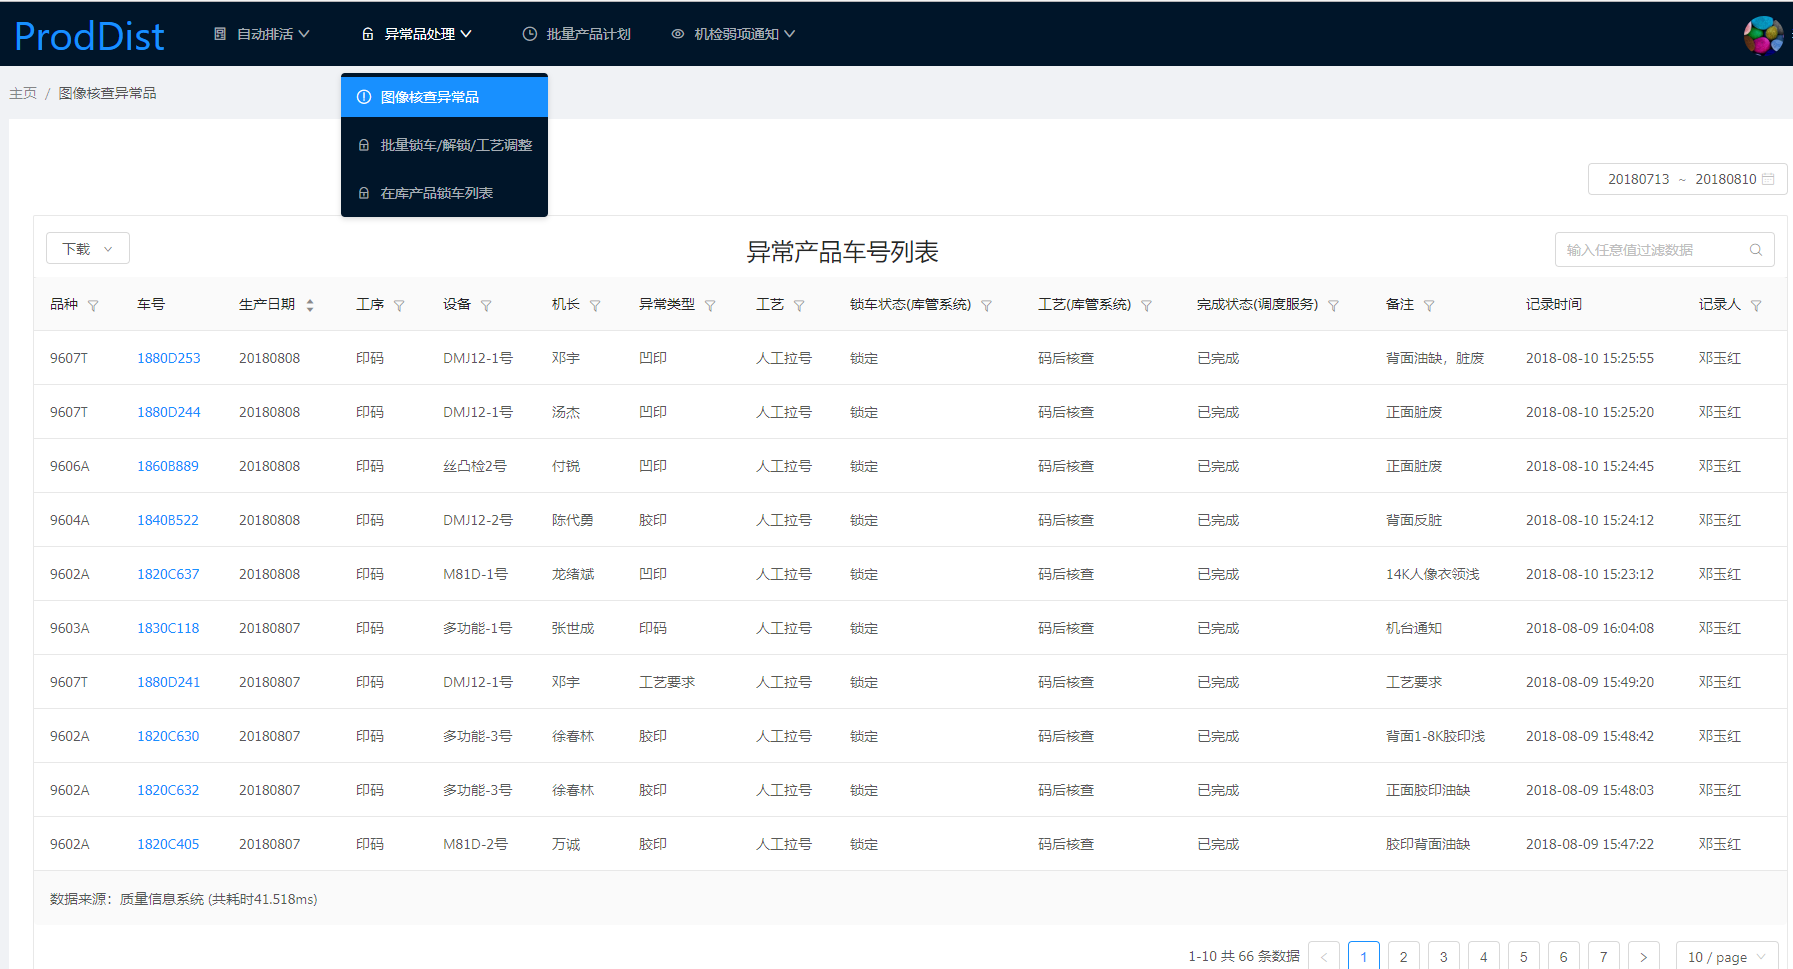 ProdDist 自动排活 异常品处理 批量产品计划 机检弱项通知
主页 / 图像核查异常品
图像核查异常品
批量锁车/解锁/工艺调整
在库产品锁车列表
20180713 ~ 20180810
下载 异常产品车号列表 输入任意值过滤数据
品种 车号 生产日期 工序 设备 机长 异常类型 工艺 锁车状态(库管系统) 工艺(库管系统) 完成状态(调度服务) 备注 记录时间 记录人
9607T 1880D253 20180808 印码 DMJ12-1号 邓宇 凹印 人工拉号 锁定 码后核查 已完成 背面油缺，脏废 2018-08-10 15:25:55 邓玉红
9607T 1880D244 20180808 印码 DMJ12-1号 汤杰 凹印 人工拉号 锁定 码后核查 已完成 正面脏废 2018-08-10 15:25:20 邓玉红
9606A 1860B889 20180808 印码 丝凸检2号 付锐 凹印 人工拉号 锁定 码后核查 已完成 正面脏废 2018-08-10 15:24:45 邓玉红
9604A 1840B522 20180808 印码 DMJ12-2号 陈代勇 胶印 人工拉号 锁定 码后核查 已完成 背面反脏 2018-08-10 15:24:12 邓玉红
9602A 1820C637 20180808 印码 M81D-1号 龙绪斌 凹印 人工拉号 锁定 码后核查 已完成 14K人像衣领浅 2018-08-10 15:23:12 邓玉红
9603A 1830C118 20180807 印码 多功能-1号 张世成 印码 人工拉号 锁定 码后核查 已完成 机台通知 2018-08-09 16:04:08 邓玉红
9607T 1880D241 20180807 印码 DMJ12-1号 邓宇 工艺要求 人工拉号 锁定 码后核查 已完成 工艺要求 2018-08-09 15:49:20 邓玉红
9602A 1820C630 20180807 印码 多功能-3号 徐春林 胶印 人工拉号 锁定 码后核查 已完成 背面1-8K胶印浅 2018-08-09 15:48:42 邓玉红
9602A 1820C632 20180807 印码 多功能-3号 徐春林 胶印 人工拉号 锁定 码后核查 已完成 正面胶印油缺 2018-08-09 15:48:03 邓玉红
9602A 1820C405 20180807 印码 M81D-2号 万诚 胶印 人工拉号 锁定 码后核查 已完成 胶印背面油缺 2018-08-09 15:47:22 邓玉红
数据来源：质量信息系统 (共耗时41.518ms)
1-10 共 66 条数据 < 1 2 3 4 5 6 7 > 10 / page